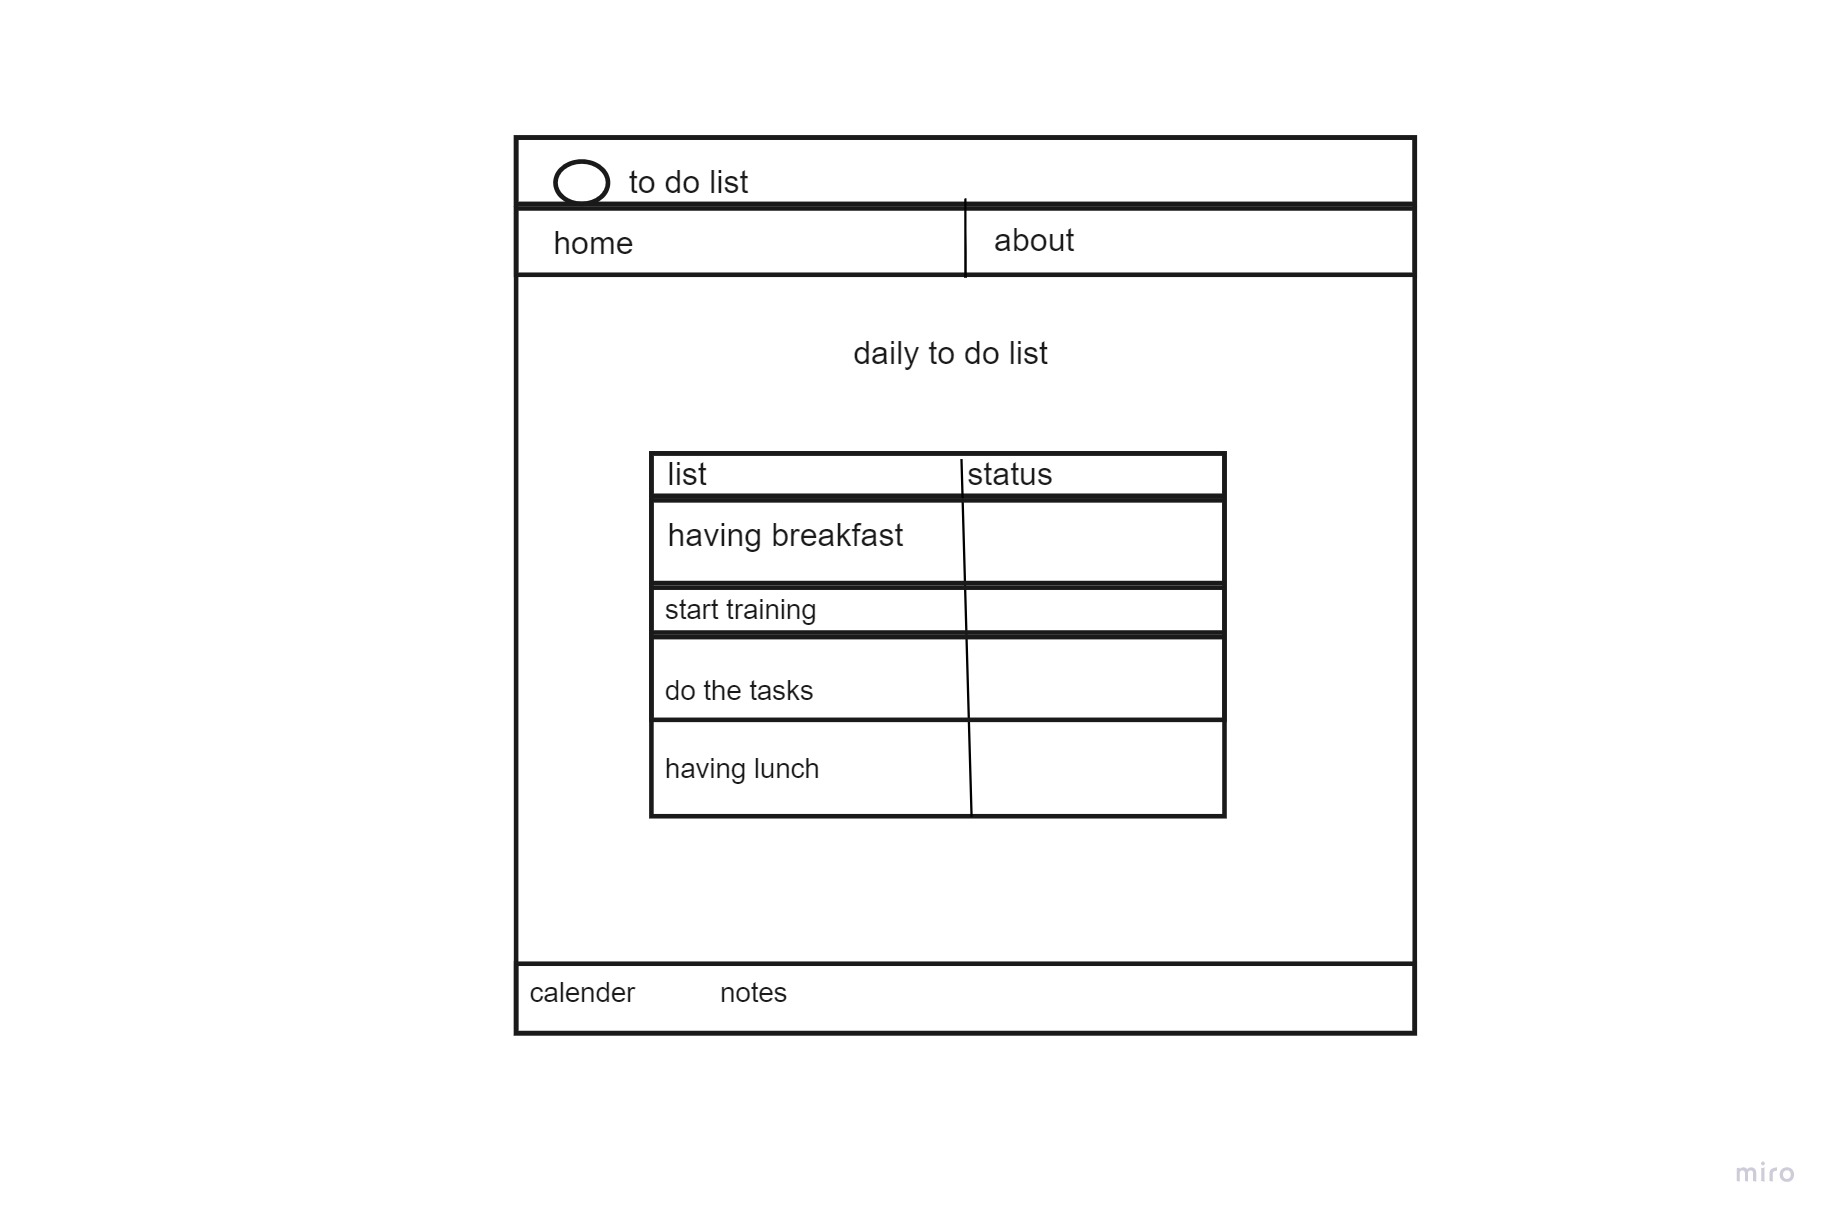 to do list
home
about
daily to do list
list
status
having breakfast
start training
do the tasks
having lunch
calender
notes
miro